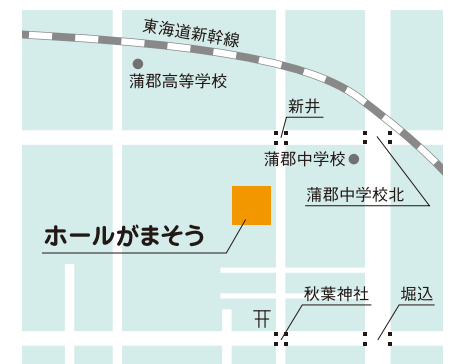 東海道新幹線
蒲郡高等学校
新井
蒲郡中学校
蒲郡中学校北
ホールがまそう
秋葉神社
堀込